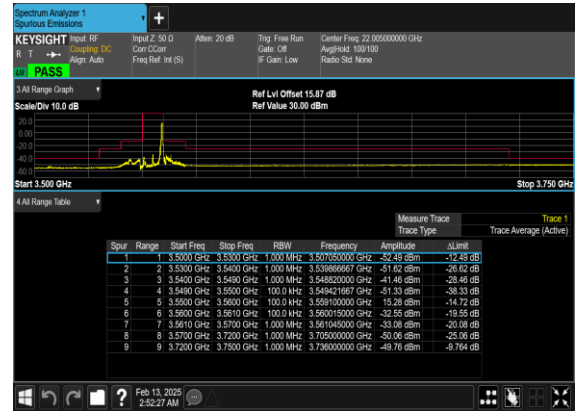 Spectrum Analyzer 1
Spurious Emissions
KEYSIGHT Input: RF Input Z: 50 Ω Atten: 20 dB Trig: Free Run Center Freq: 22.005000000 GHz
R T Coupling: DC Corr CCorr Gate: Off Avg|Hold: 100/100
Align: Auto Freq Ref: Int (S) IF Gain: Low Radio Std: None
LVI PASS
3 All Range Graph Ref Lvl Offset 15.87 dB
Scale/Div 10.0 dB Ref Value 30.00 dBm
20.0
0.00
-20.0
-40.0
-60.0
Start 3.500 GHz Stop 3.750 GHz
4 All Range Table
Measure Trace Trace 1
Trace Type Trace Average (Active)
Spur Range Start Freq Stop Freq RBW Frequency Amplitude ΔLimit
1 1 3.5000 GHz 3.5300 GHz 1.000 MHz 3.507050000 GHz -52.49 dBm -12.49 dB
2 2 3.5300 GHz 3.5400 GHz 1.000 MHz 3.539866667 GHz -51.62 dBm -26.62 dB
3 3 3.5400 GHz 3.5490 GHz 1.000 MHz 3.548820000 GHz -41.46 dBm -28.46 dB
4 4 3.5490 GHz 3.5500 GHz 100.0 kHz 3.549421667 GHz -51.33 dBm -38.33 dB
5 5 3.5500 GHz 3.5600 GHz 100.0 kHz 3.559100000 GHz 15.28 dBm -14.72 dB
6 6 3.5600 GHz 3.5610 GHz 100.0 kHz 3.560015000 GHz -32.55 dBm -19.55 dB
7 7 3.5610 GHz 3.5700 GHz 1.000 MHz 3.561045000 GHz -33.08 dBm -20.08 dB
8 8 3.5700 GHz 3.7200 GHz 1.000 MHz 3.705000000 GHz -50.06 dBm -25.06 dB
9 9 3.7200 GHz 3.7500 GHz 1.000 MHz 3.736000000 GHz -49.76 dBm -9.764 dB
Feb 13, 2025
2:52:27 AM